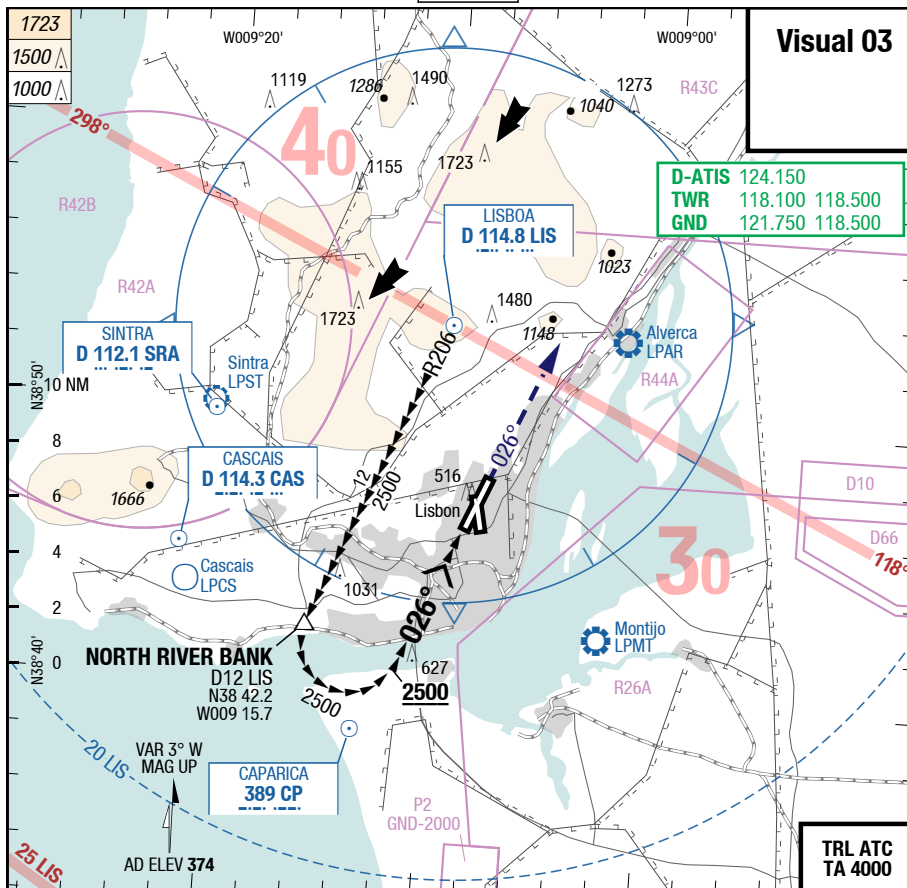 1723
1500
1000
W009°20'
W009°00'
Visual 03
1119
1286
1490
1040
1273
R43C
298°
40
1155
1723
D-ATIS 124.150
TWR 118.100 118.500
GND 121.750 118.500
R42B
LISBOA
D 114.8 LIS
1023
R42A
1723
1480
1148
SINTRA
D 112.1 SRA
Sintra
LPST
R206
Alverca
LPAR
R44A
N38°50'
10 NM
8
6
4
2
0
026°
CASCAIS
D 114.3 CAS
12
2500
516
Lisbon
1666
D10
D66
118°
30
Cascais
LPCS
1031
026°
Montijo
LPMT
N38°40'
NORTH RIVER BANK
D12 LIS
N38 42.2
W009 15.7
627
2500
2500
R26A
20 LIS
VAR 3° W
MAG UP
CAPARICA
389 CP
P2
GND-2000
25 LIS
AD ELEV 374
TRL ATC
TA 4000